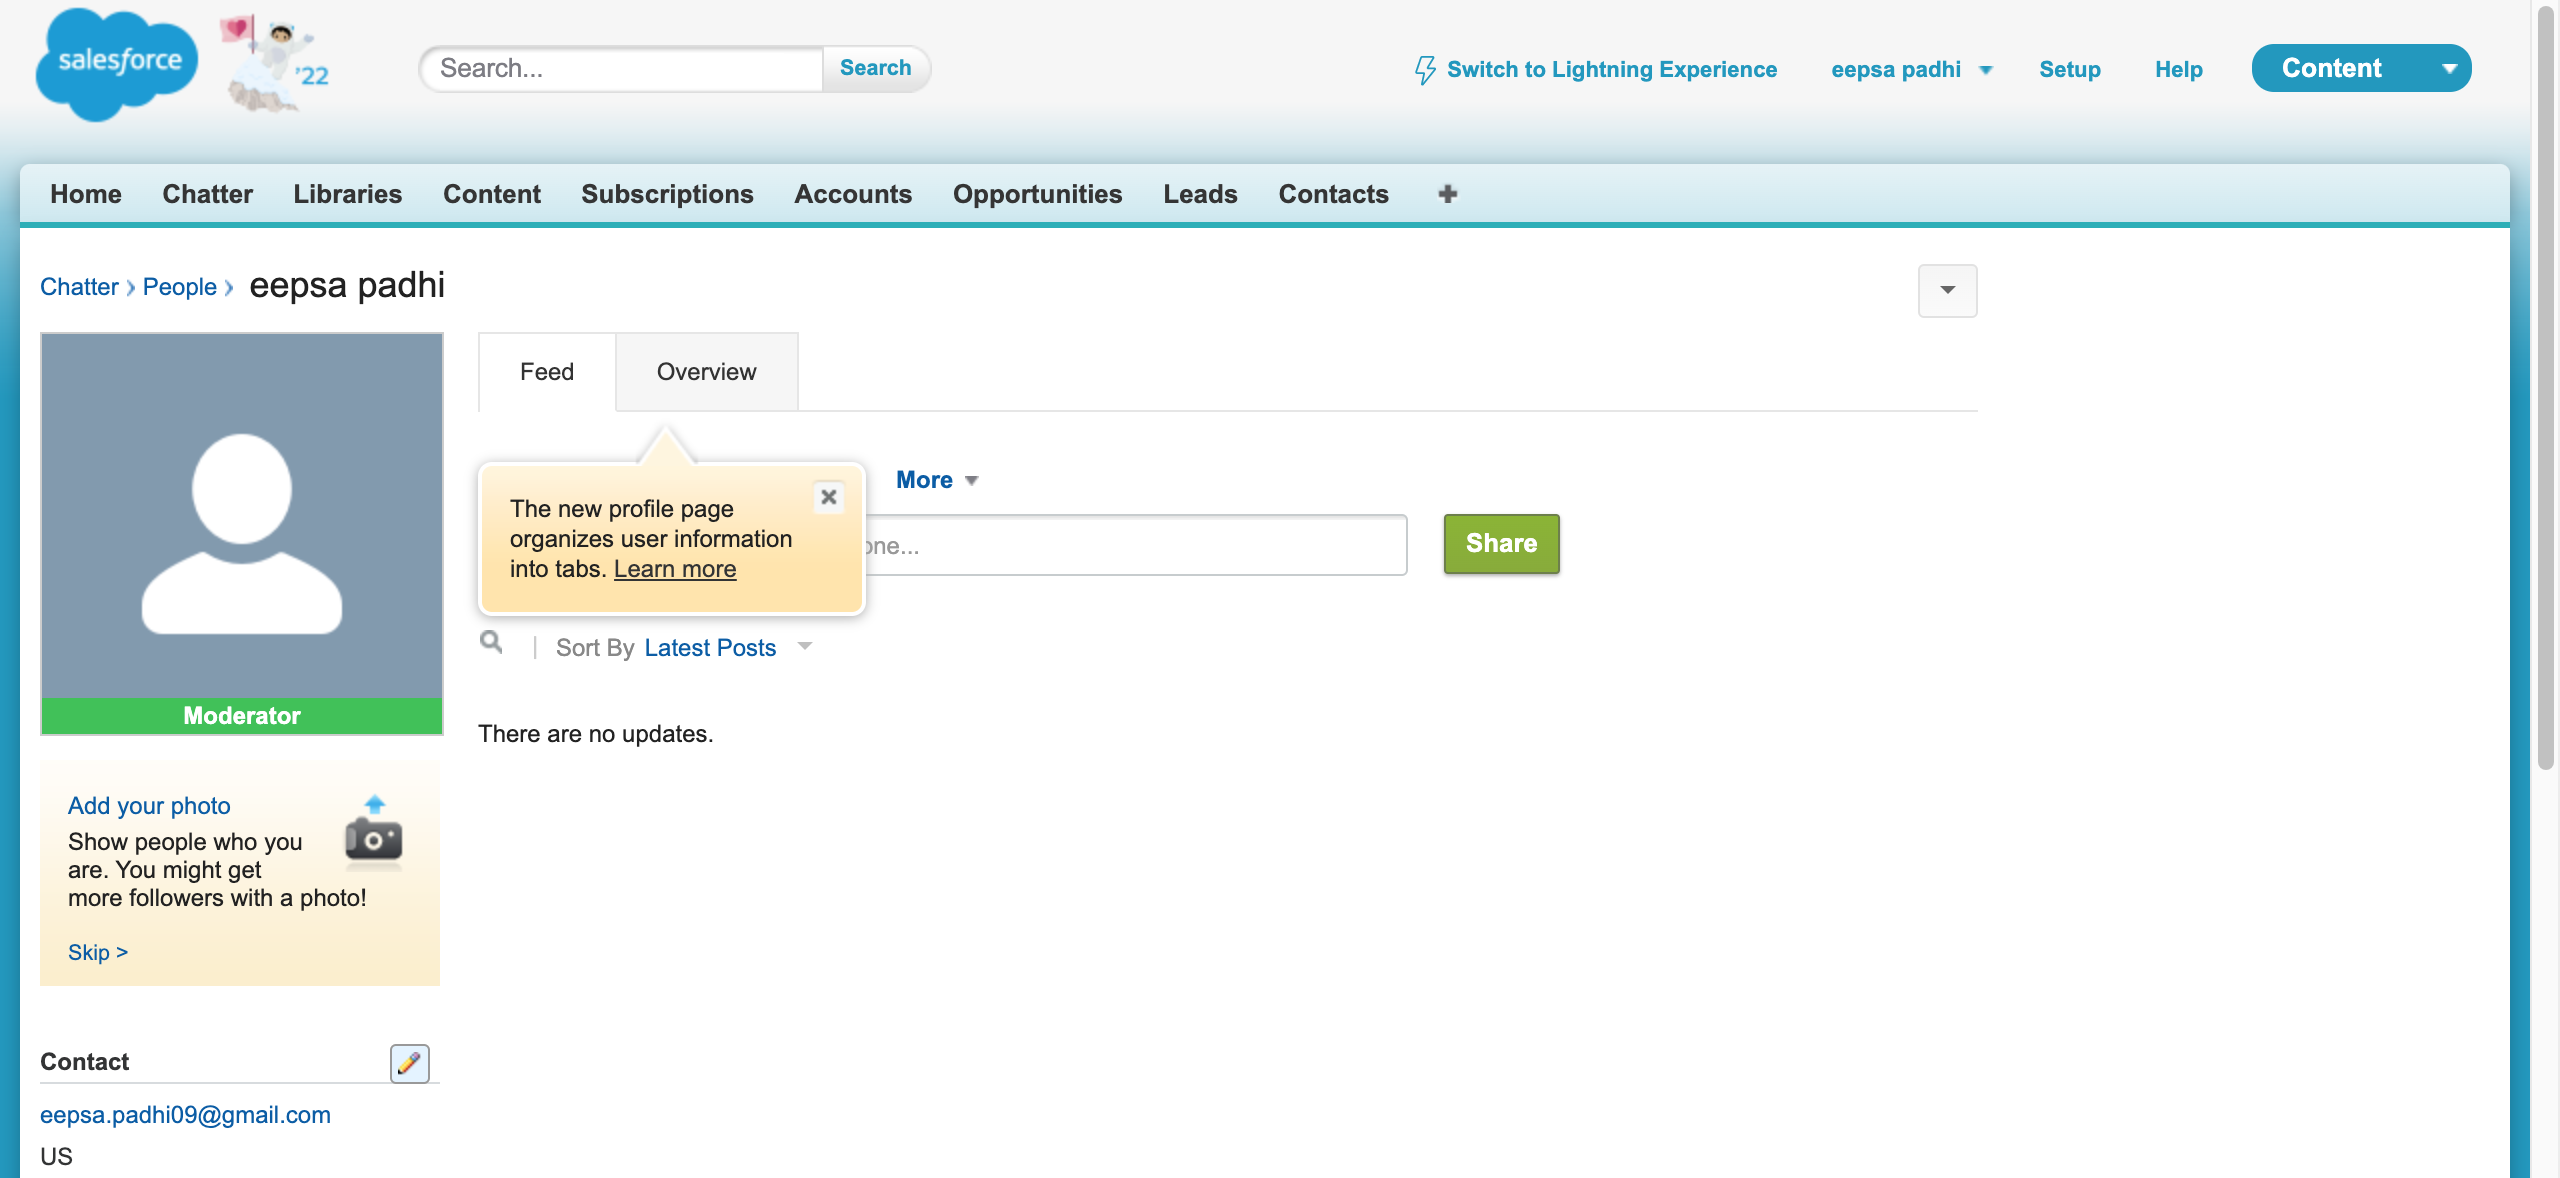 salesforce
'22
Search...
Search
Switch to Lightning Experience
eepsa padhi
Setup
Help
Content
Home
Chatter
Libraries
Content
Subscriptions
Accounts
Opportunities
Leads
Contacts
Chatter
People
eepsa padhi
Feed
Overview
More
The new profile page
organizes user information
into tabs. Learn more
one...
Share
Sort By Latest Posts
There are no updates.
Moderator
Add your photo
Show people who you
are. You might get
more followers with a photo!
Skip >
Contact
eepsa.padhi09@gmail.com
US